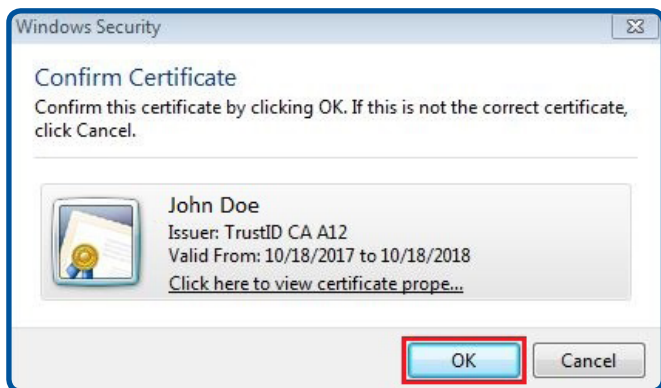 Windows Security
Confirm Certificate
Confirm this certificate by clicking OK. If this is not the correct certificate,
click Cancel.
John Doe
Issuer: TrustID CA A12
Valid From: 10/18/2017 to 10/18/2018
Click here to view certificate prope...
OK
Cancel